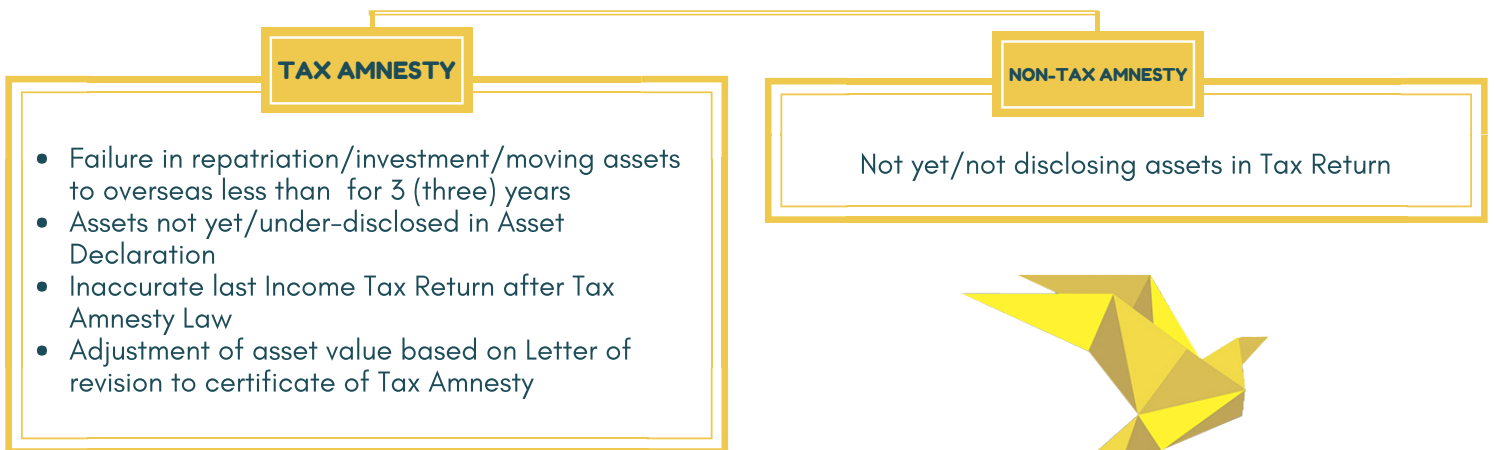 TAX AMNESTY
• Failure in repatriation/investment/moving assets
to overseas less than  for 3 (three) years
• Assets not yet/under-disclosed in Asset
Declaration
• Inaccurate last Income Tax Return after Tax
Amnesty Law
• Adjustment of asset value based on Letter of
revision to certificate of Tax Amnesty
NON-TAX AMNESTY
Not yet/not disclosing assets in Tax Return